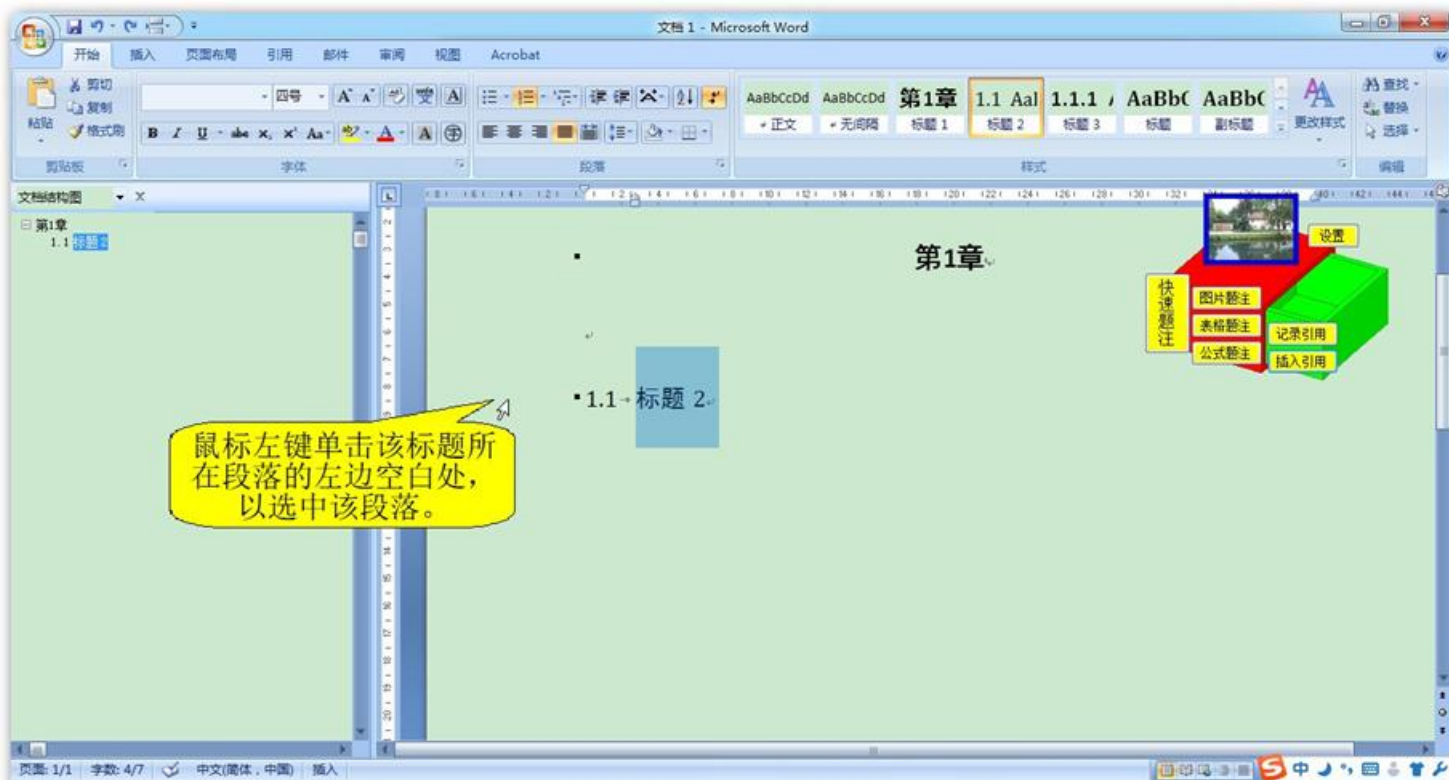 文档 1 - Microsoft Word
开始 插入 页面布局 引用 邮件 审阅 视图 Acrobat
剪切
复制
粘贴 格式刷
剪贴板
四号
B I U abc x₂ x² Aa A A
字体
段落
AaBbCcDd AaBbCcDd 第1章 1.1 Aal 1.1.1 AaBb( AaBb(
正文 无间隔 标题 1 标题 2 标题 3 标题 副标题
更改样式
样式
查找
替换
选择
编辑
文档结构图
第1章
1.1 标题 2
第1章
1.1 标题 2
设置
快速题注
图片题注
表格题注
公式题注
记录引用
插入引用
鼠标左键单击该标题所
在段落的左边空白处，
以选中该段落。
页面: 1/1 字数: 4/7 中文(简体，中国) 插入
中